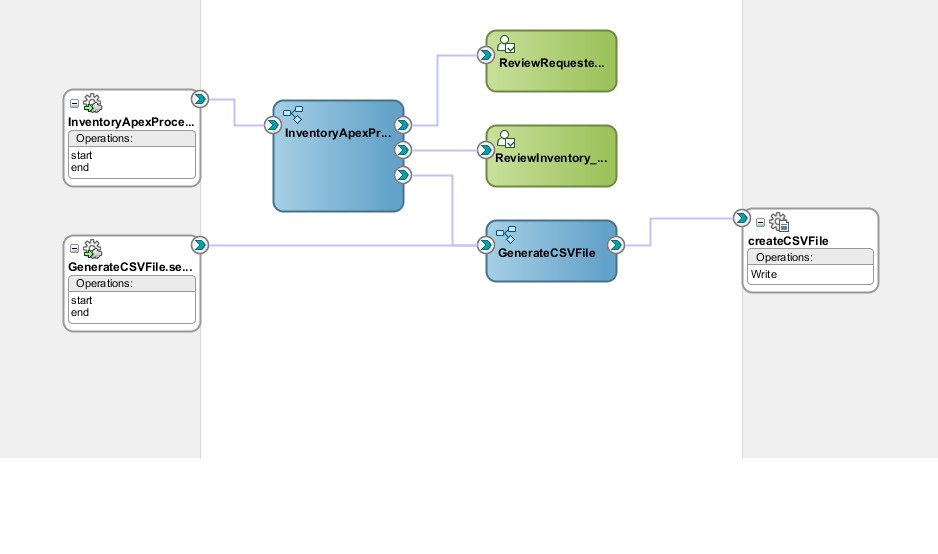 InventoryApexProce...
Operations:
start
end
GenerateCSVFile.se...
Operations:
start
end
InventoryApexPr...
ReviewRequeste...
ReviewInventory_...
GenerateCSVFile
createCSVFile
Operations:
Write